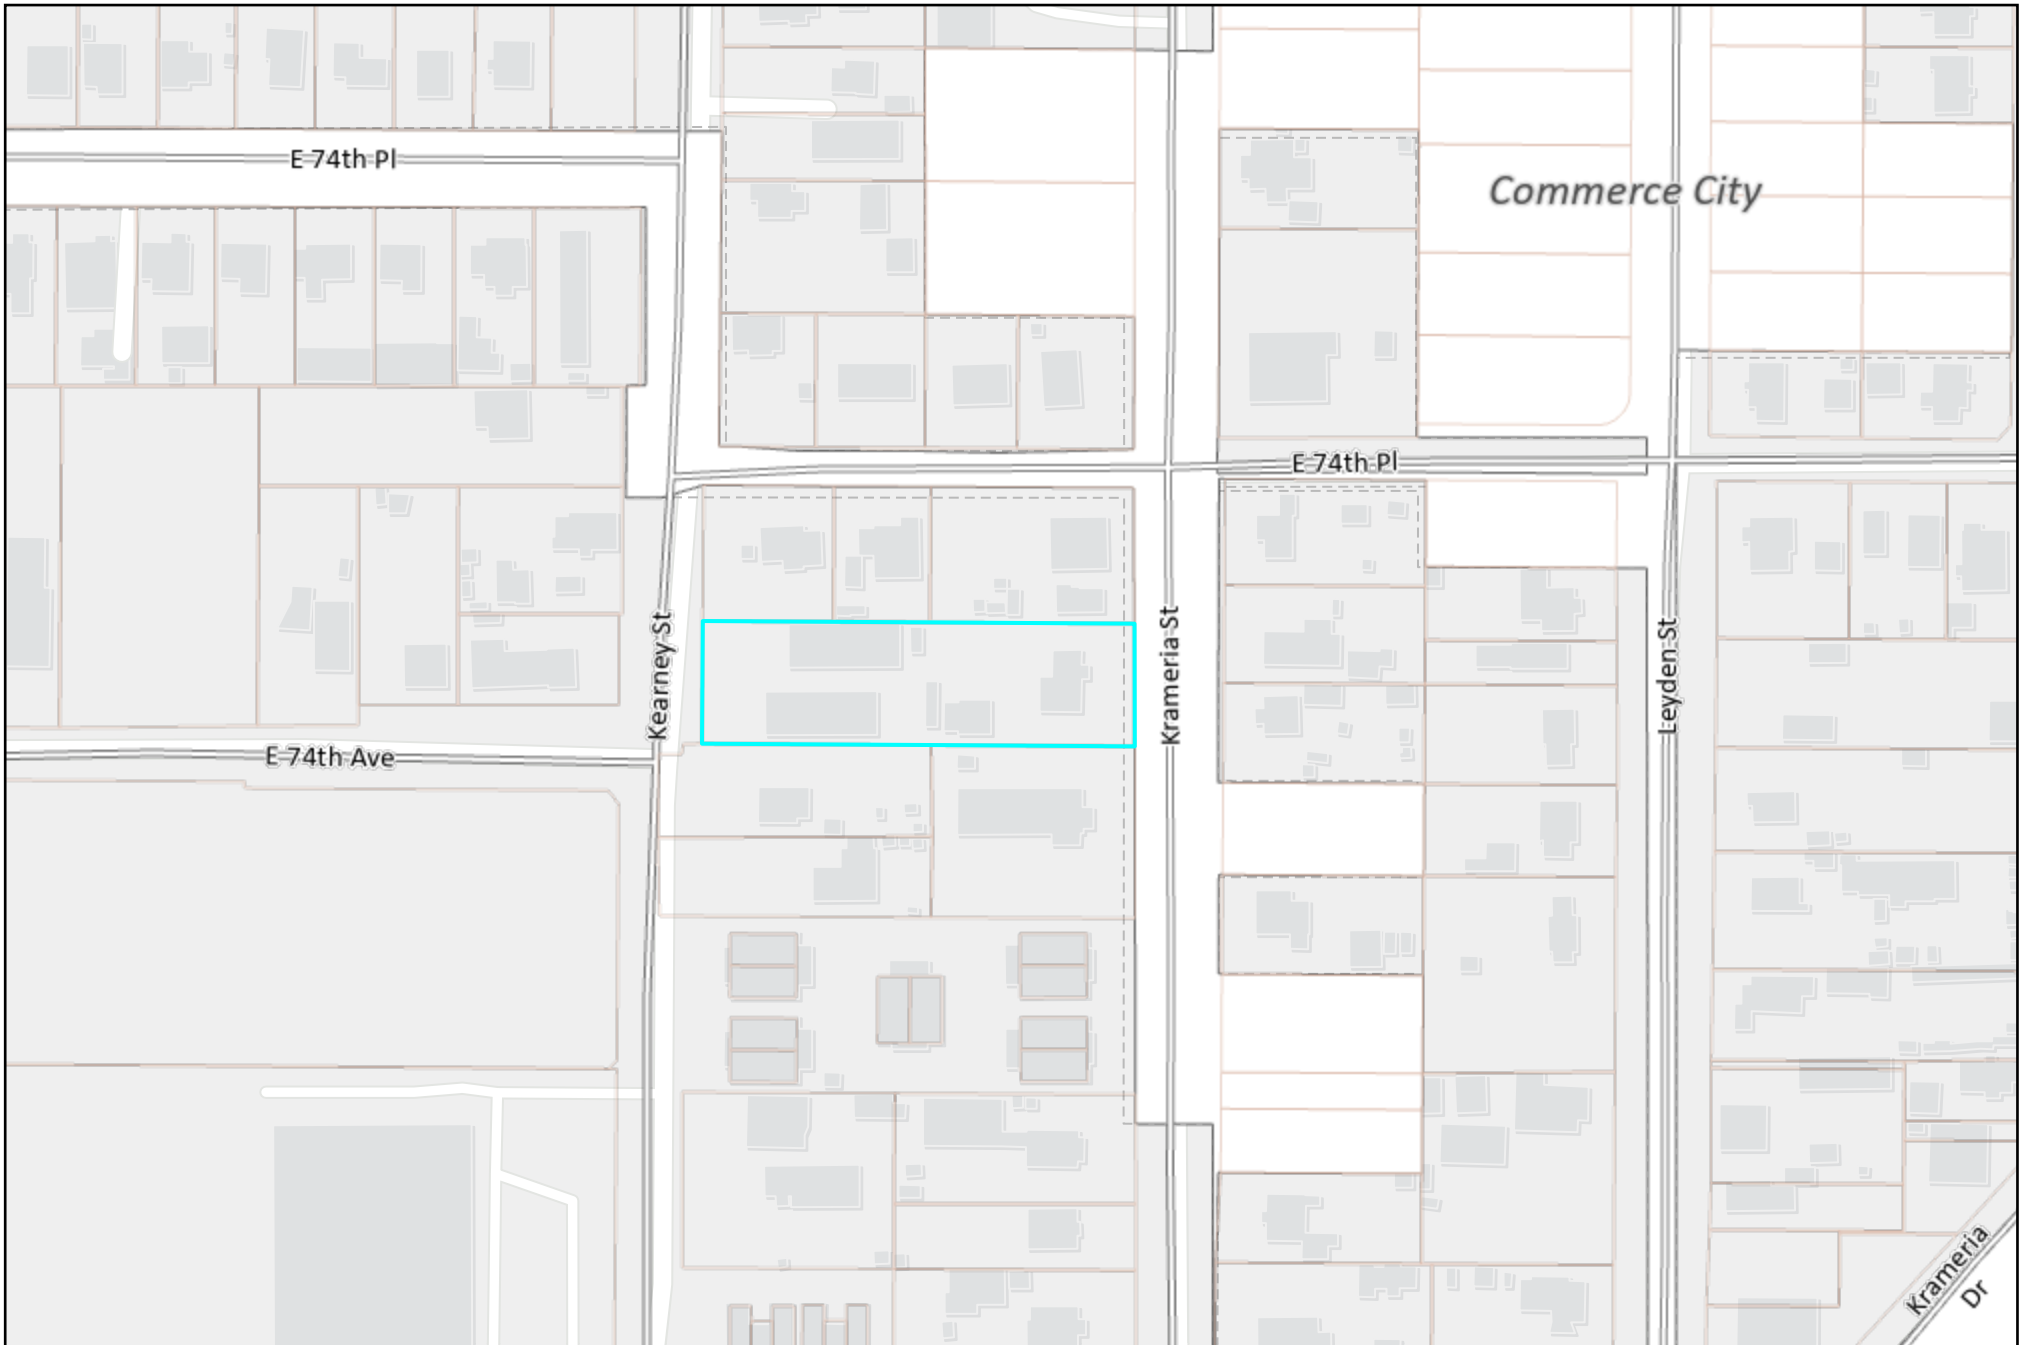 E 74th Pl
Commerce City
E 74th Pl
Kearney St
Krameria St
Leyden St
E 74th Ave
Krameria
Dr